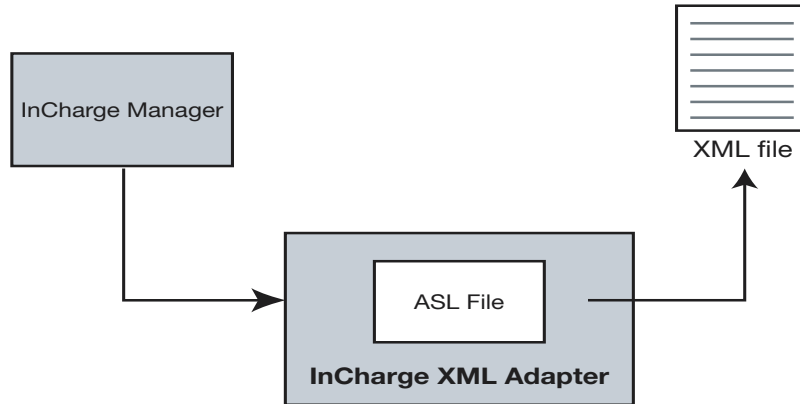 InCharge Manager
XML file
ASL File
InCharge XML Adapter